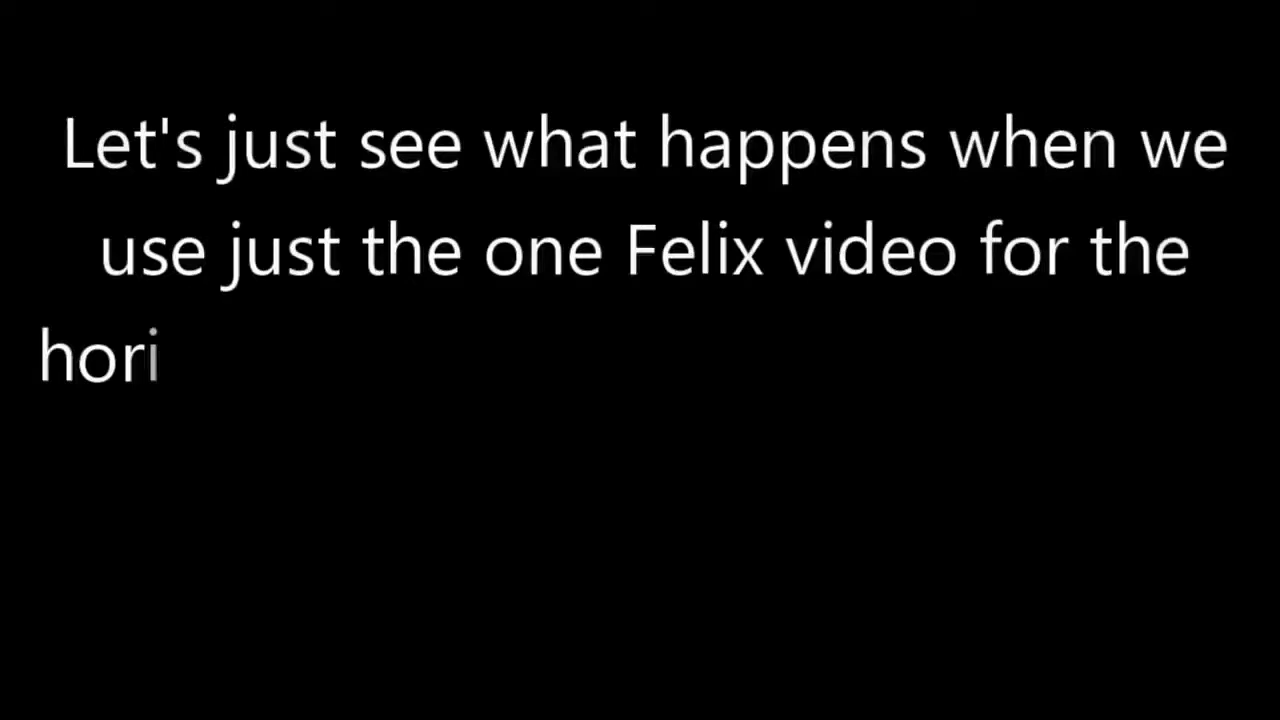 Let's just see what happens when we
use just the one Felix video for the
hori